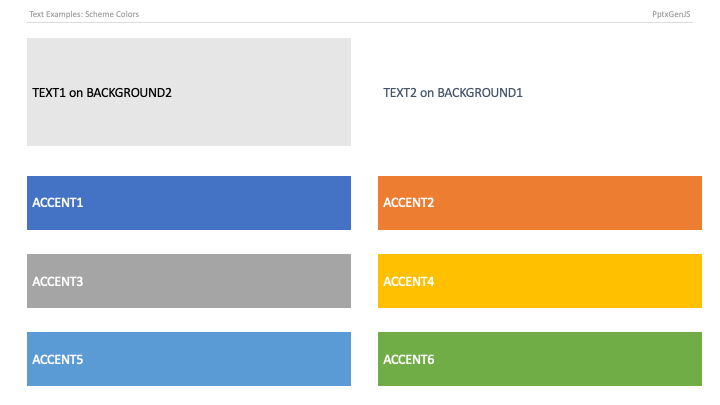 Text Examples: Scheme Colors
PptxGenJS
TEXT1 on BACKGROUND2
TEXT2 on BACKGROUND1
ACCENT1
ACCENT2
ACCENT3
ACCENT4
ACCENT5
ACCENT6